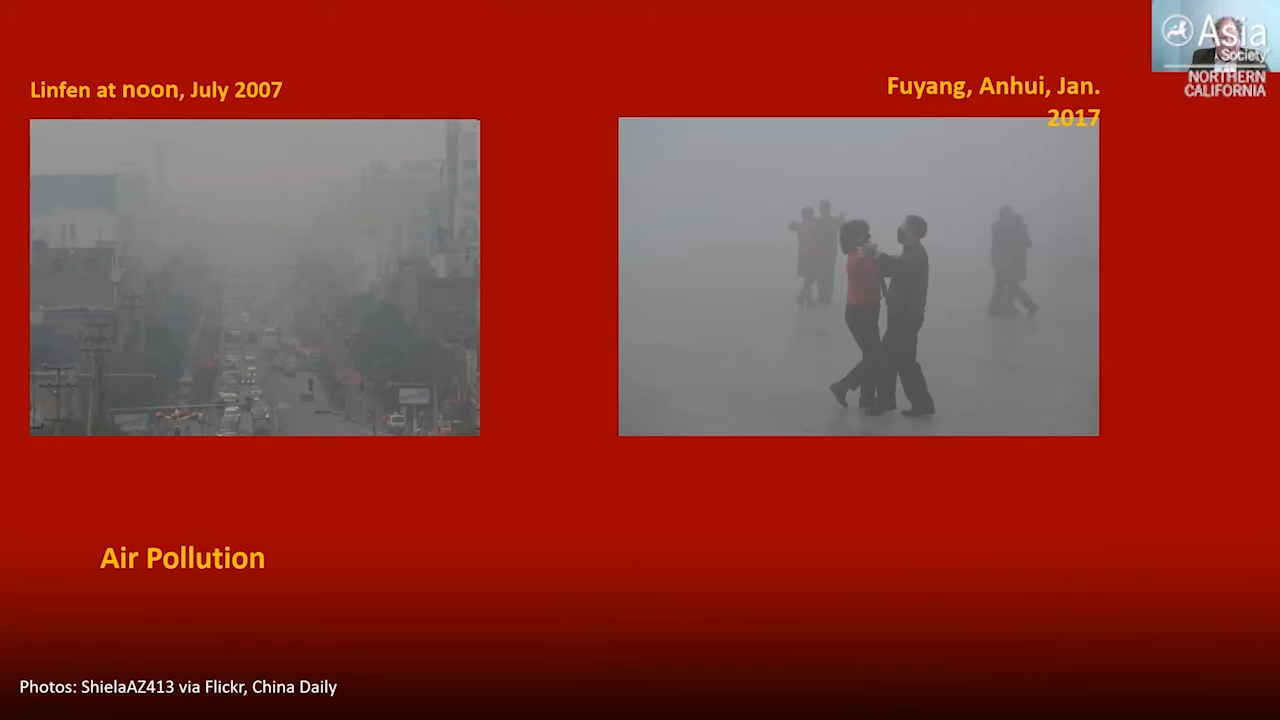 Linfen at noon, July 2007
Fuyang, Anhui, Jan.
2017
Asia
Society
NORTHERN
CALIFORNIA
Air Pollution
Photos: ShielaAZ413 via Flickr, China Daily